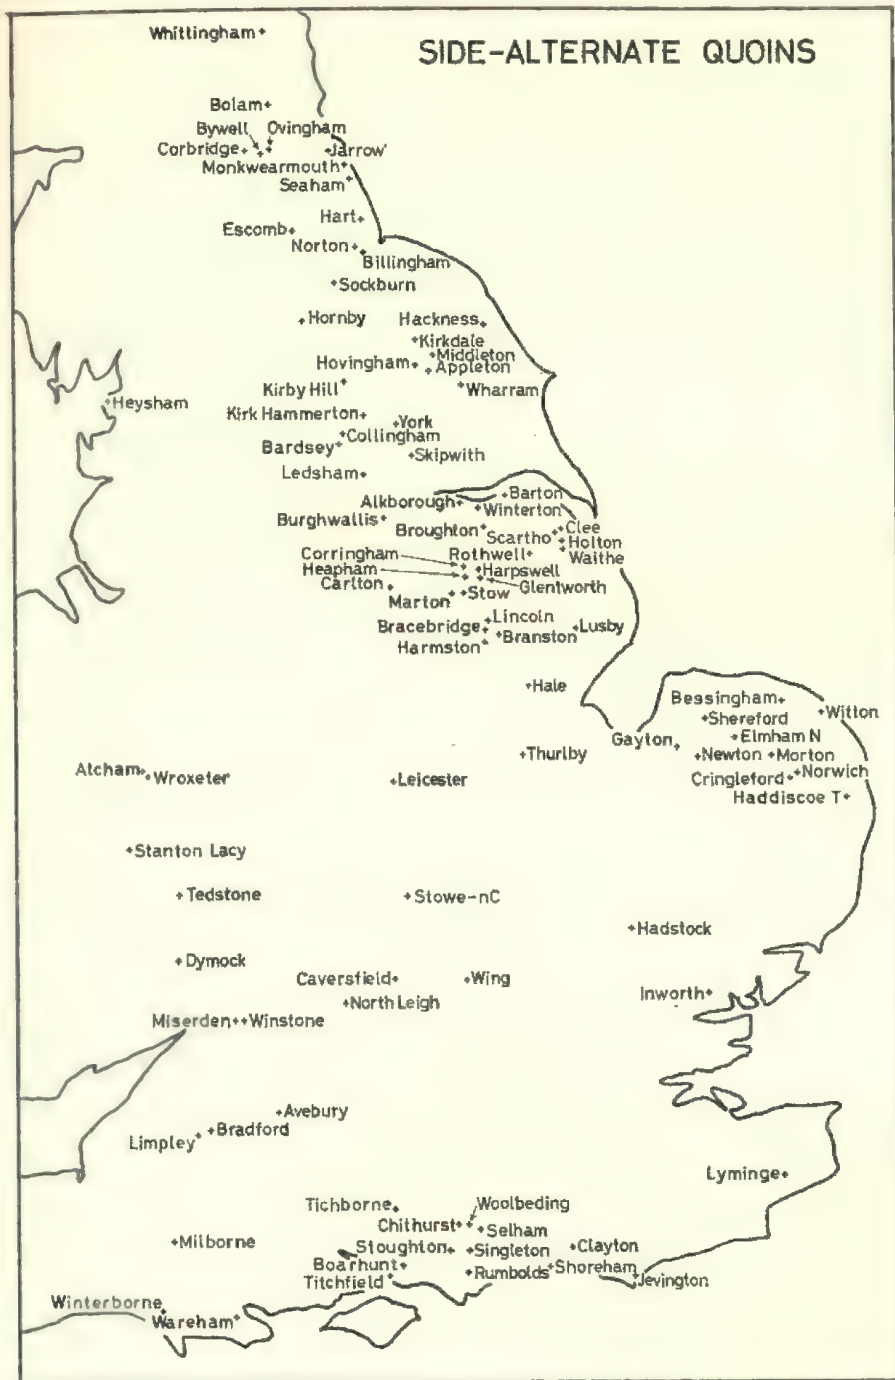 SIDE-ALTERNATE QUOINS
Whittingham
Bolam
Bywell
Ovingham
Corbridge
Jarrow
Monkwearmouth
Seaham
Hart
Escomb
Norton
Billingham
Sockburn
Hornby
Hackness
Kirkdale
Middleton
Hovingham
Appleton
Kirby Hill
Wharram
Heysham
Kirk Hammerton
York
Collingham
Bardsey
Skipwith
Ledsham
Barton
Alkborough
Winterton
Burghwallis
Broughton
Clee
Scartho
Holton
Corringham
Rothwell
Waithe
Heapham
Harpswell
Carlton
Glentworth
Marton
Stow
Lincoln
Bracebridge
Branston
Lusby
Harmston
Hale
Bessingham
Witton
Shereford
Elmham N
Gayton
Thurlby
Newton
Morton
Atcham
Wroxeter
Leicester
Cringleford
Norwich
Haddiscoe T
Stanton Lacy
Tedstone
Stowe-nC
Hadstock
Dymock
Caversfield
Wing
Inworth
North Leigh
Miserden
Winstone
Avebury
Bradford
Limpley
Lyminge
Tichborne
Woolbeding
Chithurst
Selham
Milborne
Stoughton
Singleton
Clayton
Boarhunt
Rumbolds
Shoreham
Titchfield
Jevington
Winterborne
Wareham